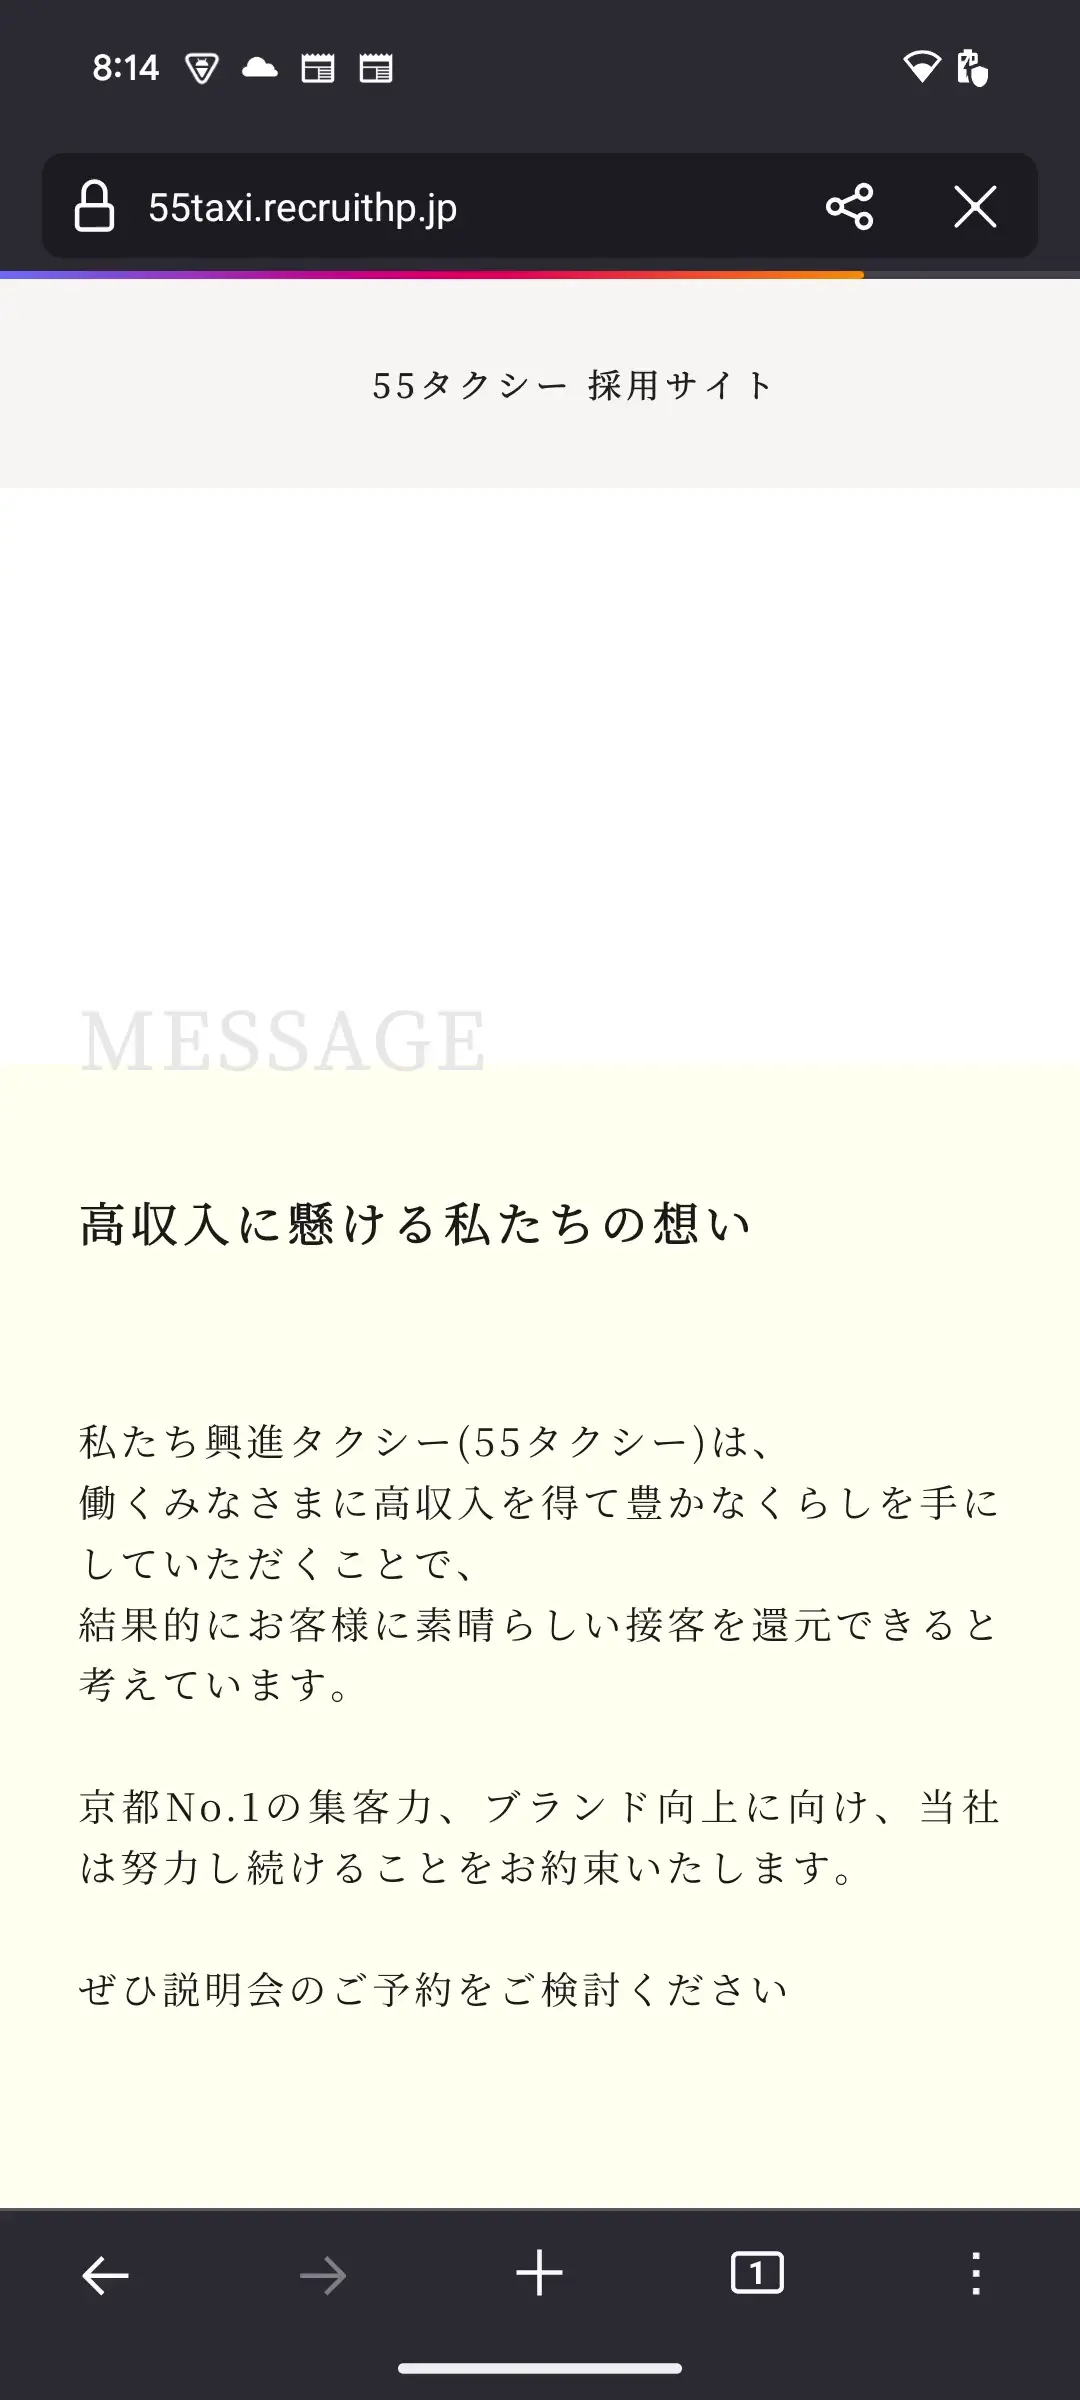 8:14
55taxi.recruithp.jp
55タクシー 採用サイト
MESSAGE
高収入に懸ける私たちの想い
私たち興進タクシー(55タクシー)は、
働くみなさまに高収入を得て豊かなくらしを手に
していただくことで、
結果的にお客様に素晴らしい接客を還元できると
考えています。
京都No.1の集客力、ブランド向上に向け、当社
は努力し続けることをお約束いたします。
ぜひ説明会のご予約をご検討ください
1